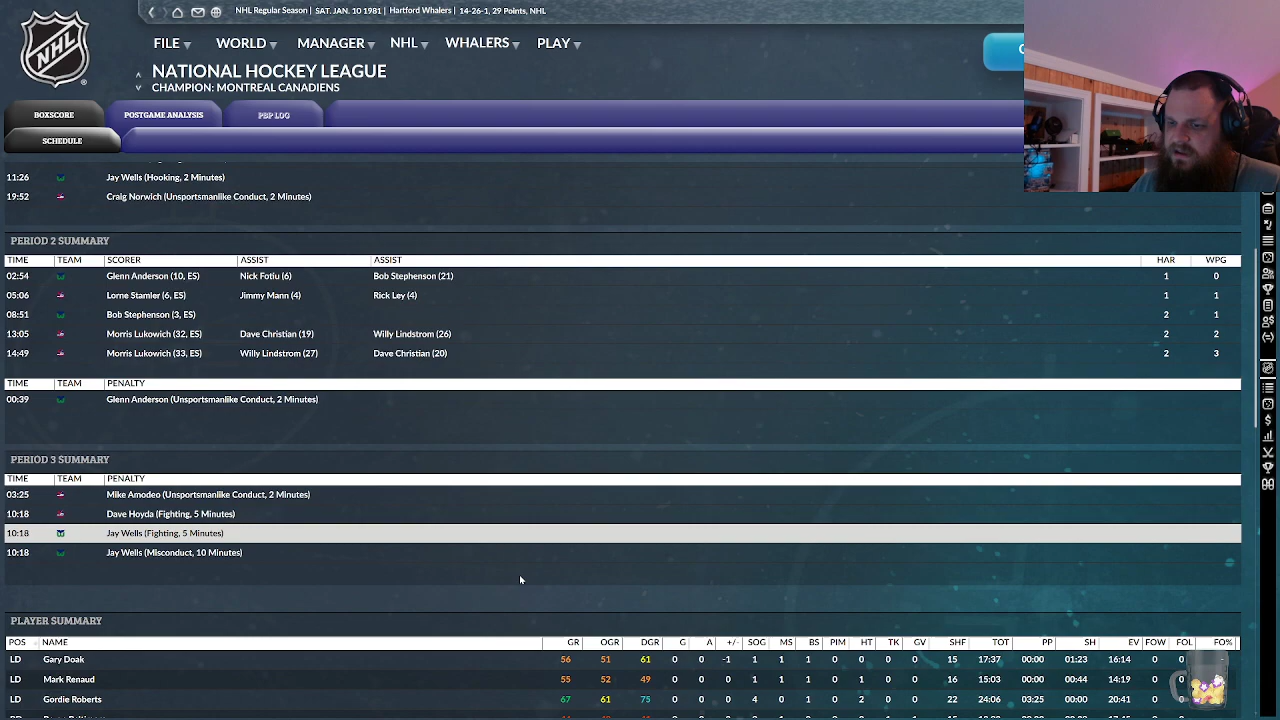 NHL Regular Season | SAT. JAN. 10 1981 | Hartford Whalers | 14-26-1, 29 Points, NHL
NHL
FILE WORLD MANAGER NHL WHALERS PLAY
NATIONAL HOCKEY LEAGUE
CHAMPION: MONTREAL CANADIENS
BOXSCORE POSTGAME ANALYSIS PBP LOG
SCHEDULE
11:26 Jay Wells (Hooking, 2 Minutes)
19:52 Craig Norwich (Unsportsmanlike Conduct, 2 Minutes)
PERIOD 2 SUMMARY
TIME TEAM SCORER ASSIST ASSIST HAR WPG
02:54 Glenn Anderson (10, ES) Nick Fotiu (6) Bob Stephenson (21) 1 0
05:06 Lorne Stamler (6, ES) Jimmy Mann (4) Rick Ley (4) 1 1
08:51 Bob Stephenson (3, ES) 2 1
13:05 Morris Lukowich (32, ES) Dave Christian (19) Willy Lindstrom (26) 2 2
14:49 Morris Lukowich (33, ES) Willy Lindstrom (27) Dave Christian (20) 2 3
TIME TEAM PENALTY
00:39 Glenn Anderson (Unsportsmanlike Conduct, 2 Minutes)
PERIOD 3 SUMMARY
TIME TEAM PENALTY
03:25 Mike Amodeo (Unsportsmanlike Conduct, 2 Minutes)
10:18 Dave Hoyda (Fighting, 5 Minutes)
10:18 Jay Wells (Fighting, 5 Minutes)
10:18 Jay Wells (Misconduct, 10 Minutes)
PLAYER SUMMARY
POS NAME GR OGR DGR G A +/- SOG MS BS PIM HT TK GV SHF TOT PP SH EV FOW FOL FO%
LD Gary Doak 56 51 61 0 0 -1 1 1 1 0 0 0 0 15 17:37 00:00 01:23 16:14 0 0
LD Mark Renaud 55 52 49 0 0 0 1 1 1 0 1 0 0 16 15:03 00:00 00:44 14:19 0 0
LD Gordie Roberts 67 61 75 0 0 0 4 0 1 0 2 0 0 22 24:06 03:25 00:00 20:41 0 0